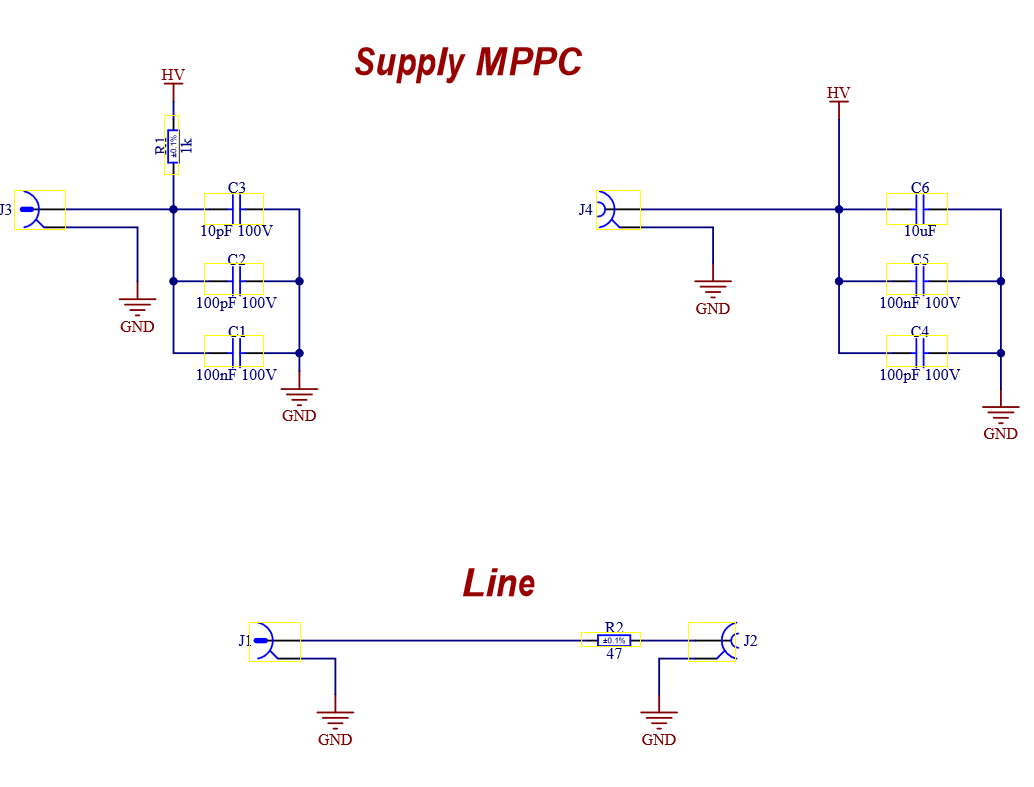 Supply MPPC
HV
R1
±0.1%
1k
J3
C3
10pF 100V
C2
100pF 100V
C1
100nF 100V
GND
GND
HV
J4
C6
10uF
C5
100nF 100V
C4
100pF 100V
GND
GND
Line
J1
R2
±0.1%
47
J2
GND
GND